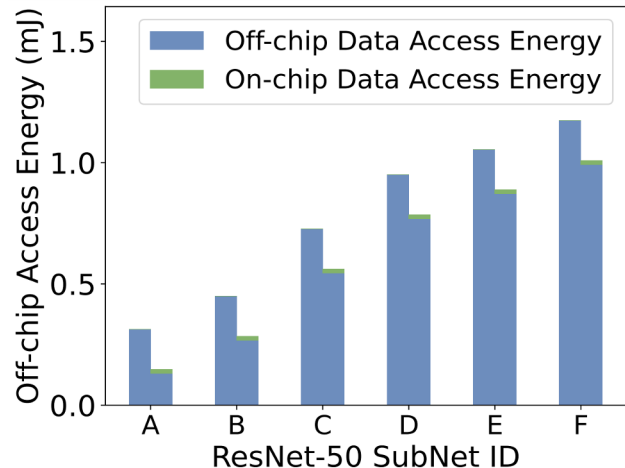 Off-chip Access Energy (mJ)
1.5
1.0
0.5
0.0
Off-chip Data Access Energy
On-chip Data Access Energy
A B C D E F
ResNet-50 SubNet ID